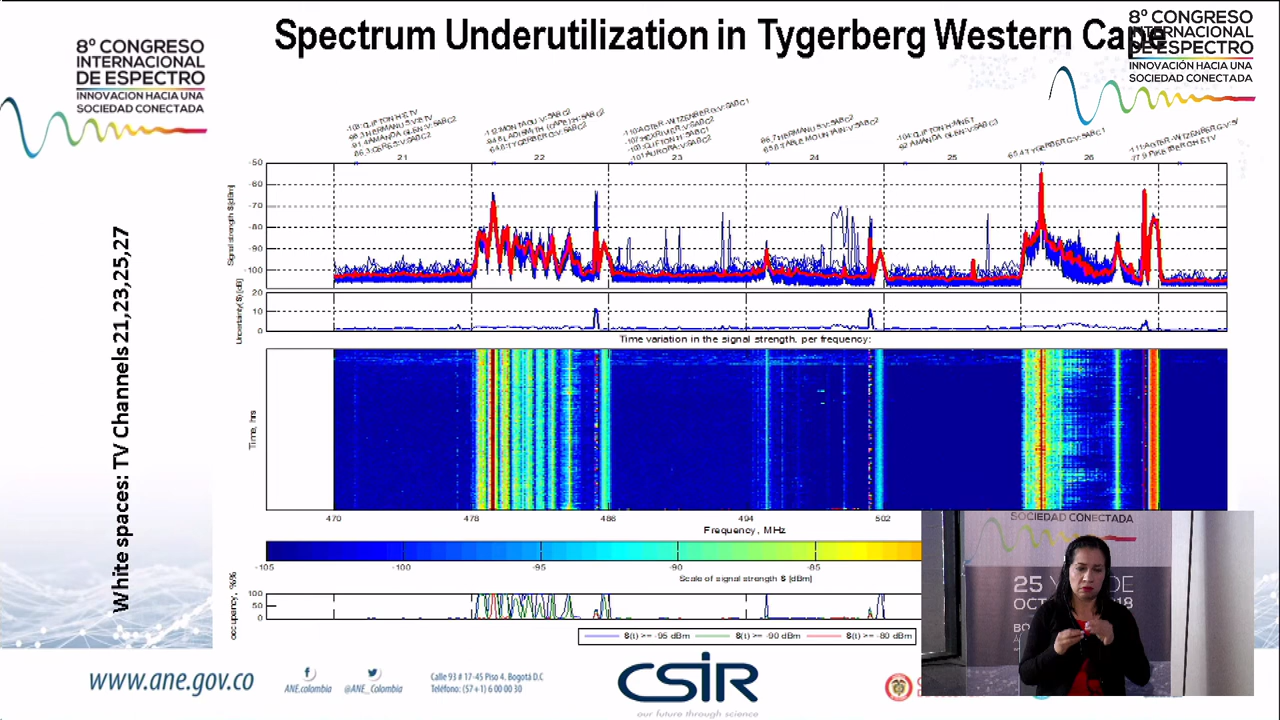 Spectrum Underutilization in Tygerberg Western Cape
8º CONGRESO
INTERNACIONAL
DE ESPECTRO
INNOVACION HACIA UNA
SOCIEDAD CONECTADA
8º CONGRESO
INTERNACIONAL
DE ESPECTRO
INNOVACIÓN HACIA UNA
SOCIEDAD CONECTADA
White spaces: TV Channels 21,23,25,27
21 22 23 24 25 26
Signal strength S[dBm]
-50
-60
-70
-80
-90
-100
Uncertainty(S)[dB]
20
10
0
Time variation in the signal strength, per frequency:
Time, hrs
470 478 486 494 502
Frequency, MHz
-105 -100 -95 -90 -85
Scale of signal strength S [dBm]
occupancy, %%
100
50
0
S(t) >= -95 dBm S(t) >= -90 dBm S(t) >= -80 dBm
SOCIEDAD CONECTADA
25
www.ane.gov.co
ANE.colombia
@ANE_Colombia
Calle 93 # 17-45 Piso 4. Bogotá D.C
Teléfono: (57+1) 6 00 00 30
CSIR
our future through science